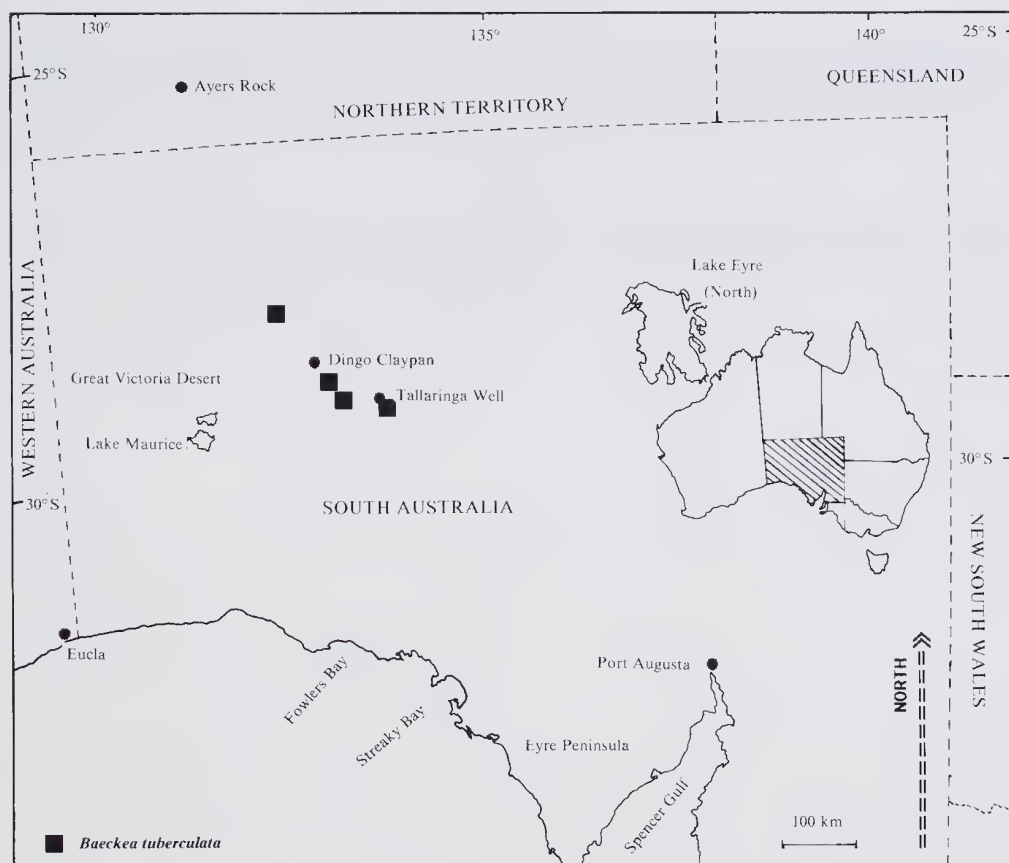 130°
135°
140°
25°S
25°S
Ayers Rock
QUEENSLAND
NORTHERN TERRITORY
WESTERN AUSTRALIA
Lake Eyre
(North)
Dingo Claypan
Great Victoria Desert
Tallaringa Well
Lake Maurice
30°S
30°S
SOUTH AUSTRALIA
NEW SOUTH WALES
Eucla
Port Augusta
NORTH
Fowlers Bay
Streaky Bay
Eyre Peninsula
Spencer Gulf
100 km
Baeckea tuberculata